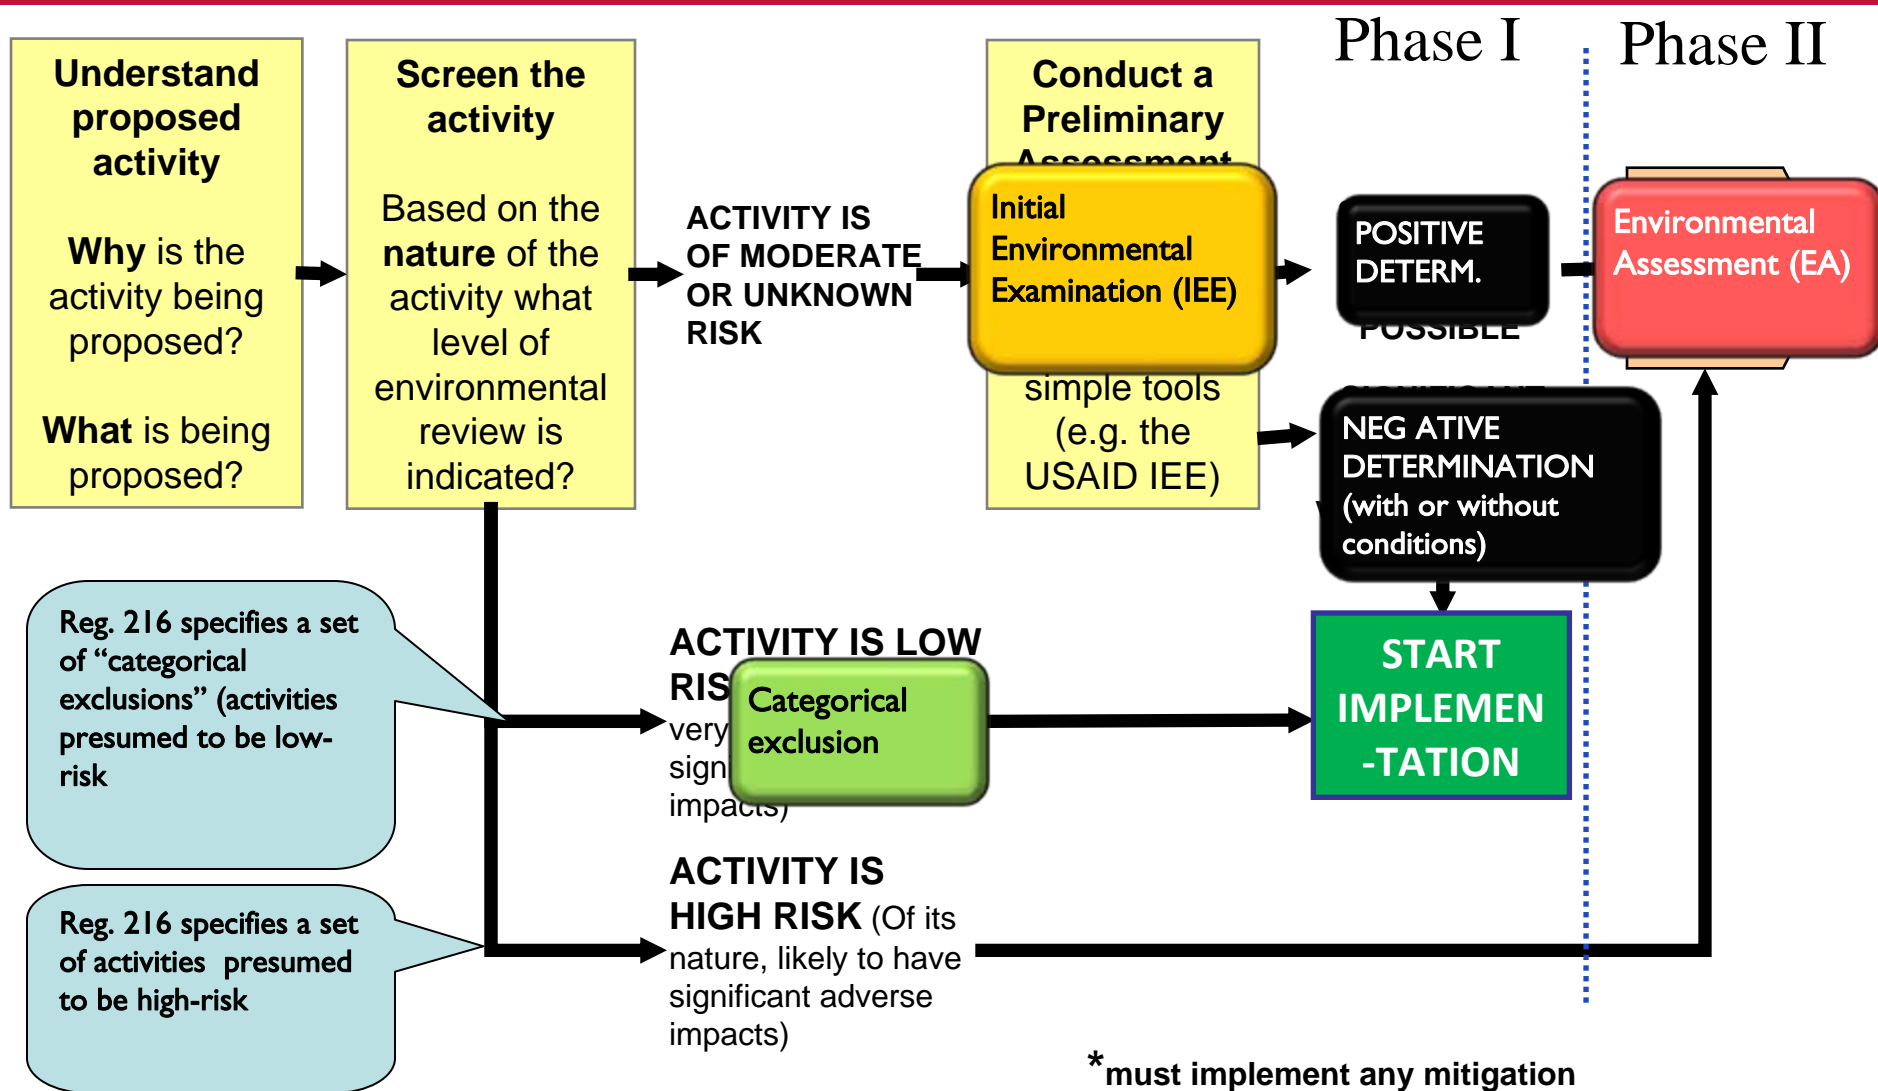 Phase I
Phase II
Understand
proposed
activity
Why is the
activity being
proposed?
What is being
proposed?
Screen the
activity
Based on the
nature of the
activity what
level of
environmental
review is
indicated?
ACTIVITY IS
OF MODERATE
OR UNKNOWN
RISK
Conduct a
Preliminary
Assessment
Initial
Environmental
Examination (IEE)
simple tools
(e.g. the
USAID IEE)
POSITIVE
DETERM.
POSSIBLE
SIGNIFICANT
NEG ATIVE
DETERMINATION
(with or without
conditions)
Environmental
Assessment (EA)
Reg. 216 specifies a set
of “categorical
exclusions” (activities
presumed to be low-
risk
ACTIVITY IS LOW
very
impacts)
Categorical
exclusion
START
IMPLEMEN
-TATION
Reg. 216 specifies a set
of activities presumed
to be high-risk
ACTIVITY IS
HIGH RISK (Of its
nature, likely to have
significant adverse
impacts)
*must implement any mitigation